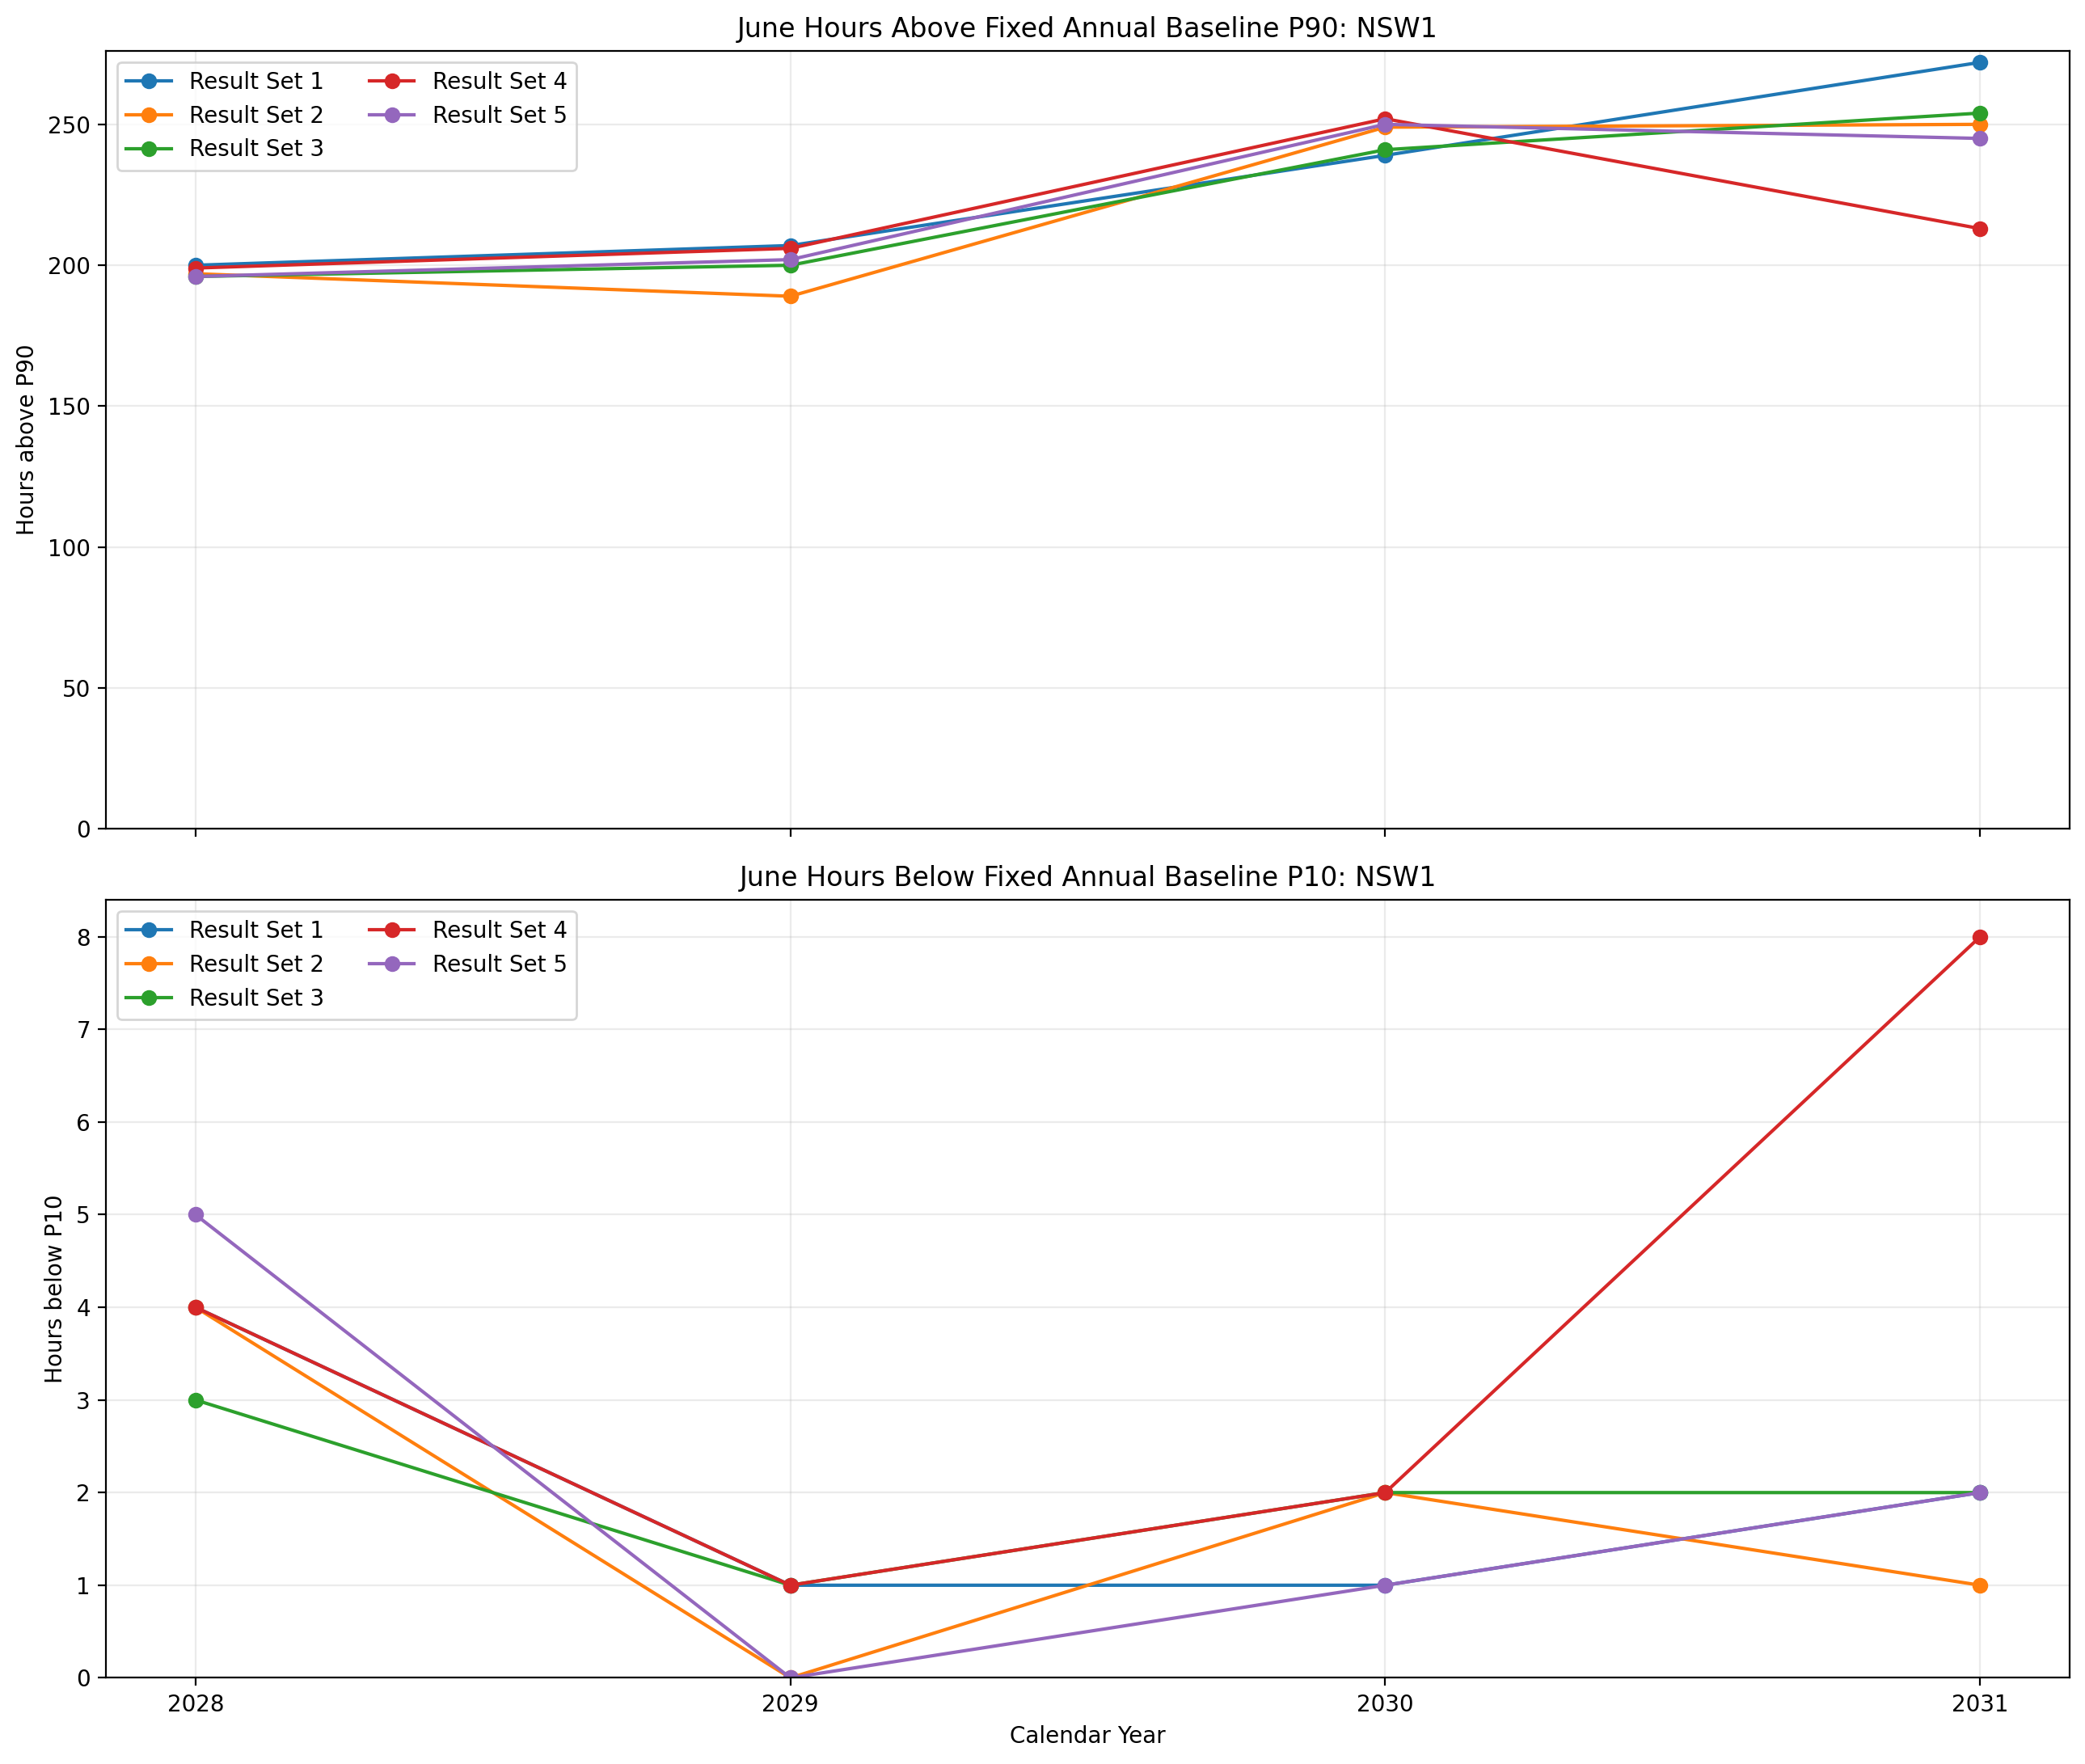 June Hours Above Fixed Annual Baseline P90: NSW1
Result Set 1
Result Set 2
Result Set 3
Result Set 4
Result Set 5
Hours above P90
250
200
150
100
50
0
June Hours Below Fixed Annual Baseline P10: NSW1
Result Set 1
Result Set 2
Result Set 3
Result Set 4
Result Set 5
Hours below P10
8
7
6
5
4
3
2
1
0
2028 2029 2030 2031
Calendar Year